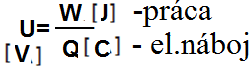 U= W [J] -práca
[V] Q [C] - el.náboj